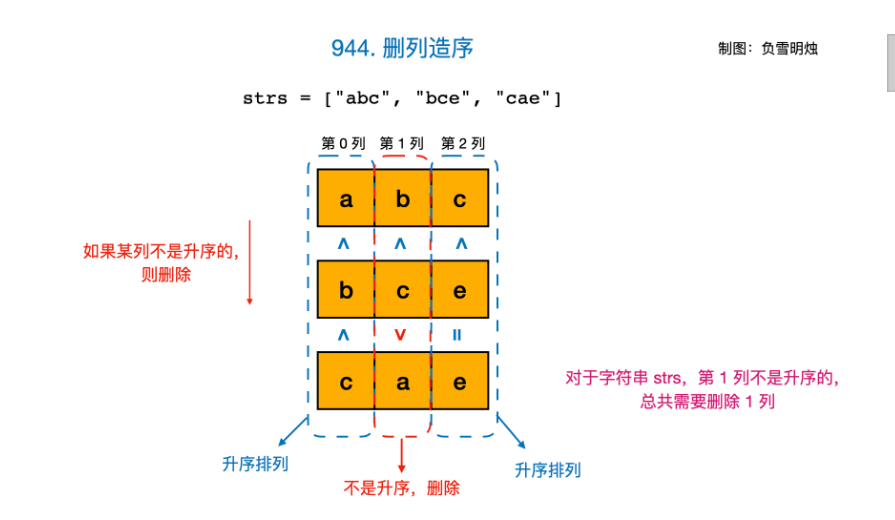 944. 删列造序
制图：负雪明烛
strs = ["abc", "bce", "cae"]
第 0 列 第 1 列 第 2 列
a b c
∧ ∧ ∧
如果某列不是升序的，
则删除
b c e
∧ ∨ ॥
c a e
对于字符串 strs，第 1 列不是升序的，
总共需要删除 1 列
升序排列
不是升序，删除
升序排列